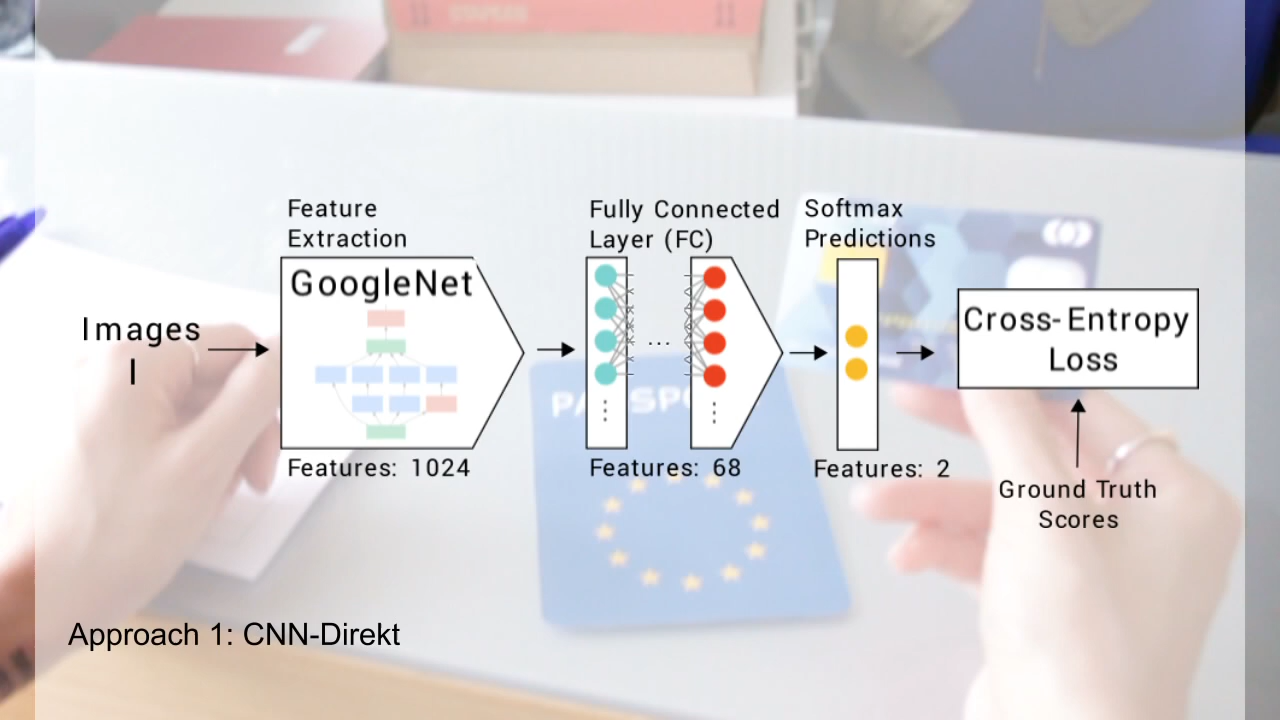 Feature
Extraction
GoogleNet
Images
I
Features: 1024
Fully Connected
Layer (FC)
...
Features: 68
Softmax
Predictions
Features: 2
Cross-Entropy
Loss
Ground Truth
Scores
Approach 1: CNN-Direkt